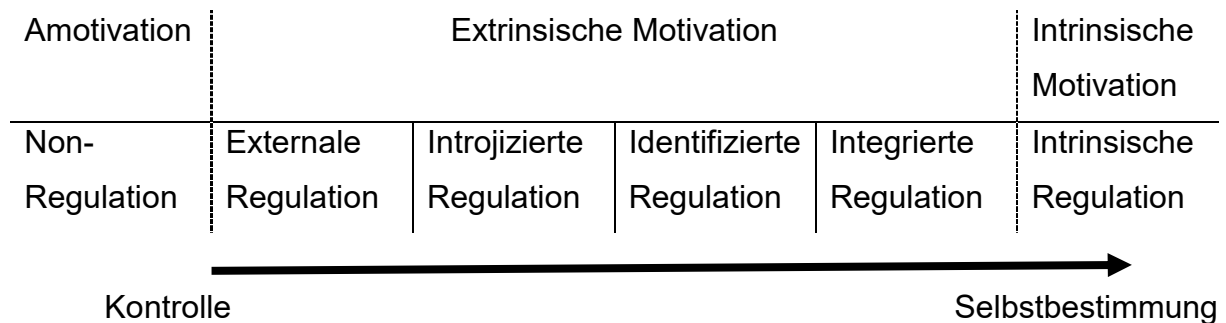 Amotivation Extrinsische Motivation Intrinsische
Motivation
Non- Externale Introjizierte Identifizierte Integrierte Intrinsische
Regulation Regulation Regulation Regulation Regulation Regulation
Kontrolle Selbstbestimmung